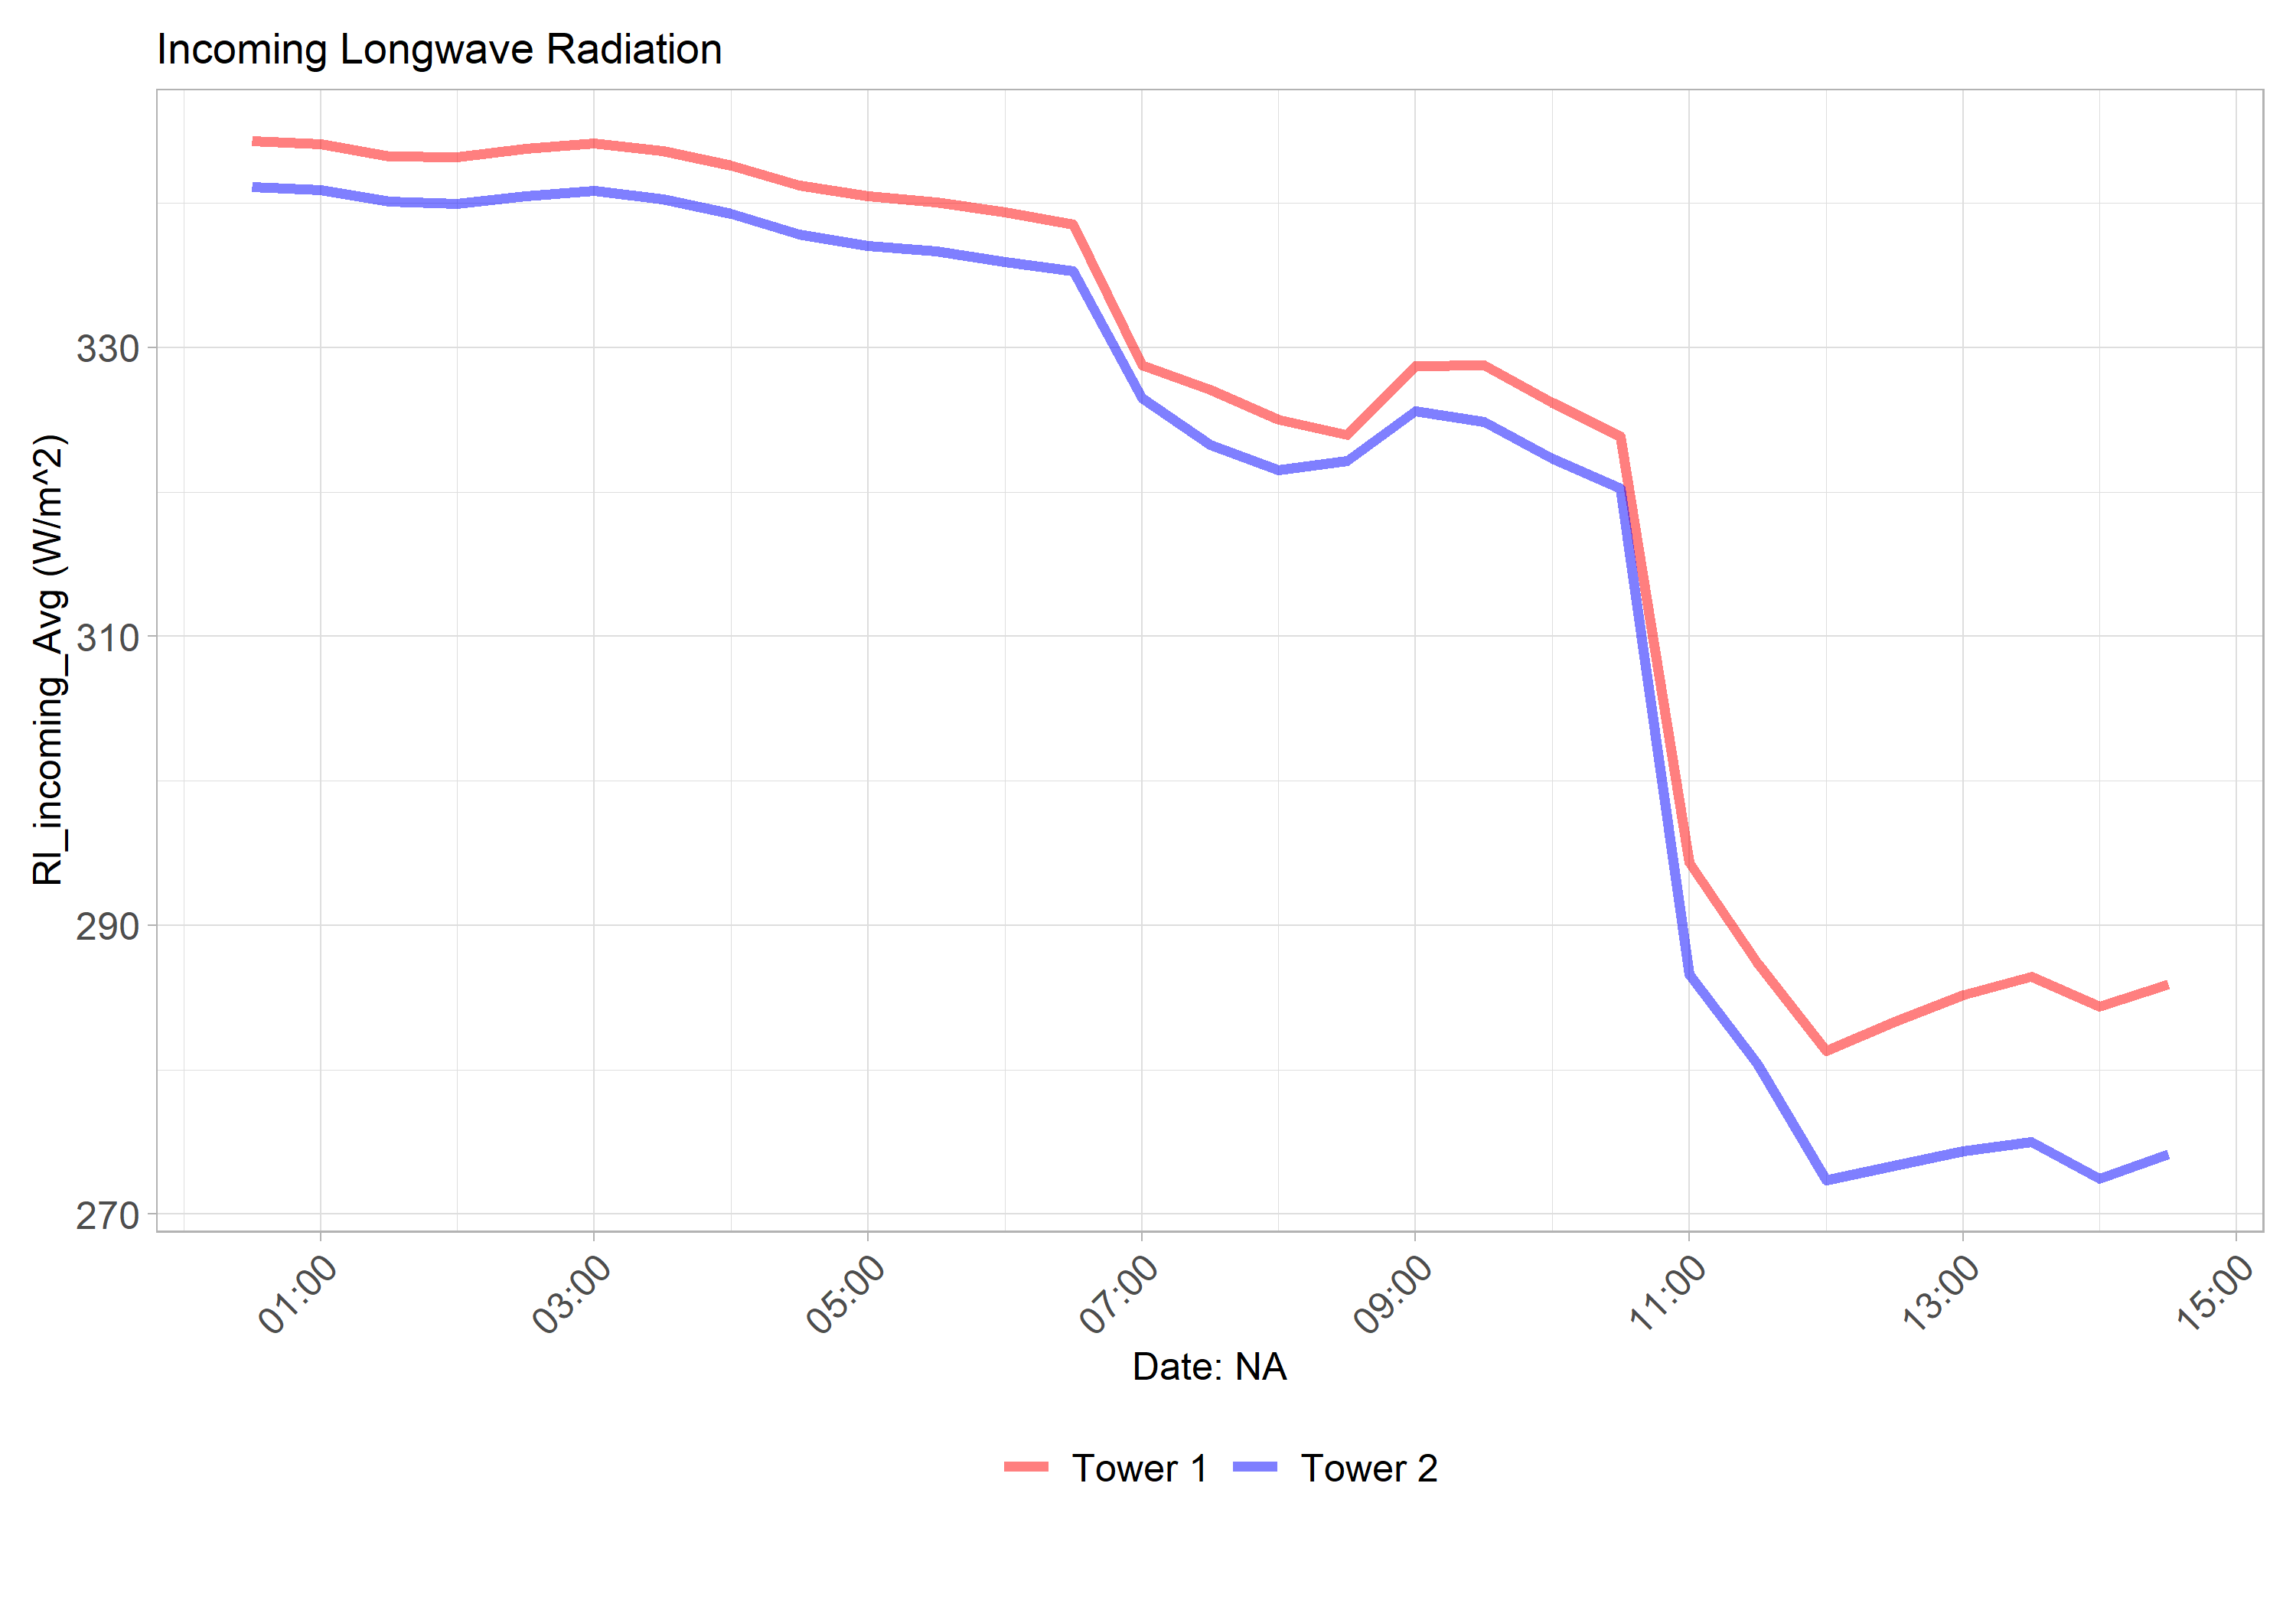 Incoming Longwave Radiation
Rl_incoming_Avg (W/m^2)
330
310
290
270
01:00
03:00
05:00
07:00
09:00
11:00
13:00
15:00
Date: NA
Tower 1
Tower 2